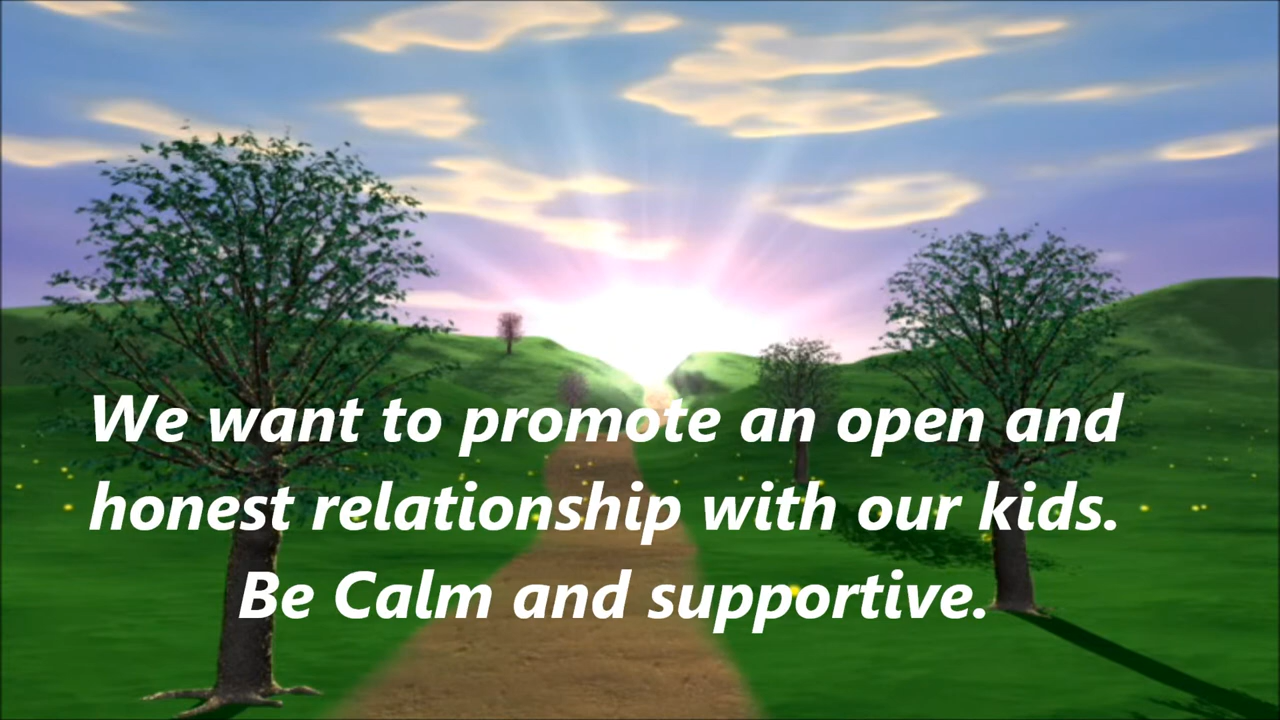 We want to promote an open and
honest relationship with our kids.
Be Calm and supportive.